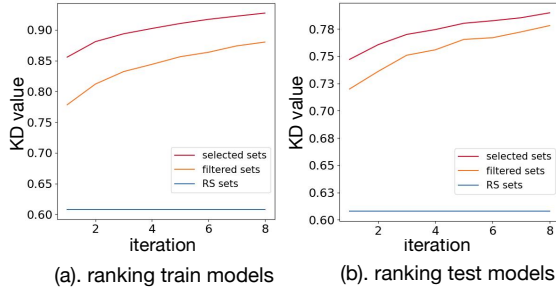 0.90
0.85
0.80
0.75
0.70
0.65
0.60
KD value
selected sets
filtered sets
RS sets
2 4 6 8
iteration
(a). ranking train models
0.78
0.75
0.73
0.70
0.68
0.65
0.63
0.60
KD value
selected sets
filtered sets
RS sets
2 4 6 8
iteration
(b). ranking test models